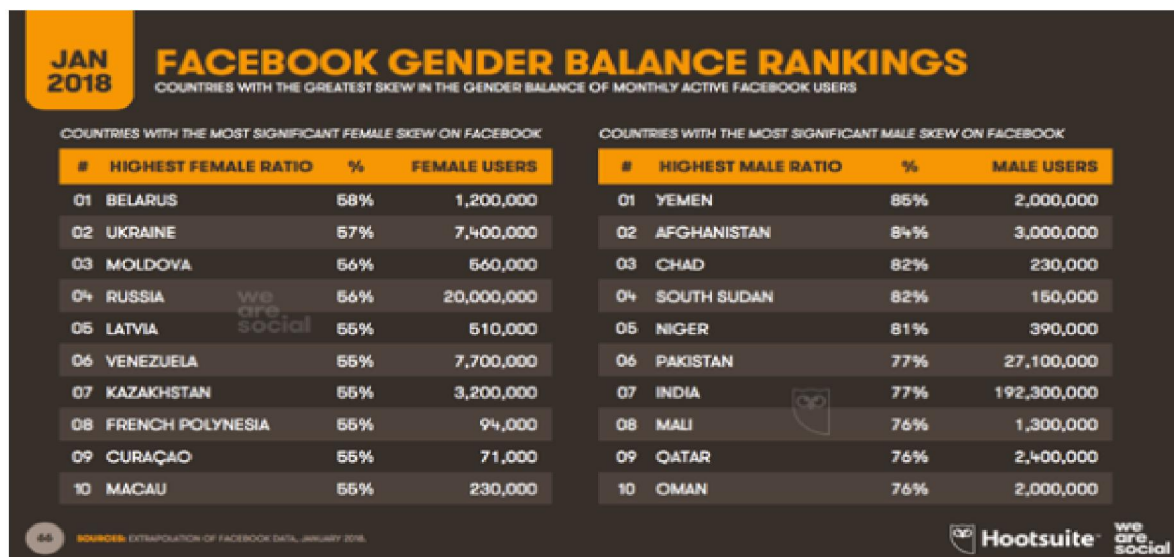 JAN
2018
FACEBOOK GENDER BALANCE RANKINGS
COUNTRIES WITH THE GREATEST SKEW IN THE GENDER BALANCE OF MONTHLY ACTIVE FACEBOOK USERS
COUNTRIES WITH THE MOST SIGNIFICANT FEMALE SKEW ON FACEBOOK
# HIGHEST FEMALE RATIO % FEMALE USERS
01 BELARUS 58% 1,200,000
02 UKRAINE 57% 7,400,000
03 MOLDOVA 56% 560,000
04 RUSSIA 56% 20,000,000
05 LATVIA 55% 510,000
06 VENEZUELA 55% 7,700,000
07 KAZAKHSTAN 55% 3,200,000
08 FRENCH POLYNESIA 55% 94,000
09 CURAÇAO 55% 71,000
10 MACAU 55% 230,000
we
are
social
COUNTRIES WITH THE MOST SIGNIFICANT MALE SKEW ON FACEBOOK
# HIGHEST MALE RATIO % MALE USERS
01 YEMEN 85% 2,000,000
02 AFGHANISTAN 84% 3,000,000
03 CHAD 82% 230,000
04 SOUTH SUDAN 82% 150,000
05 NIGER 81% 390,000
06 PAKISTAN 77% 27,100,000
07 INDIA 77% 192,300,000
08 MALI 76% 1,300,000
09 QATAR 76% 2,400,000
10 OMAN 76% 2,000,000
66
SOURCES: EXTRAPOLATION OF FACEBOOK DATA, JANUARY 2018.
Hootsuite™
we
are
social